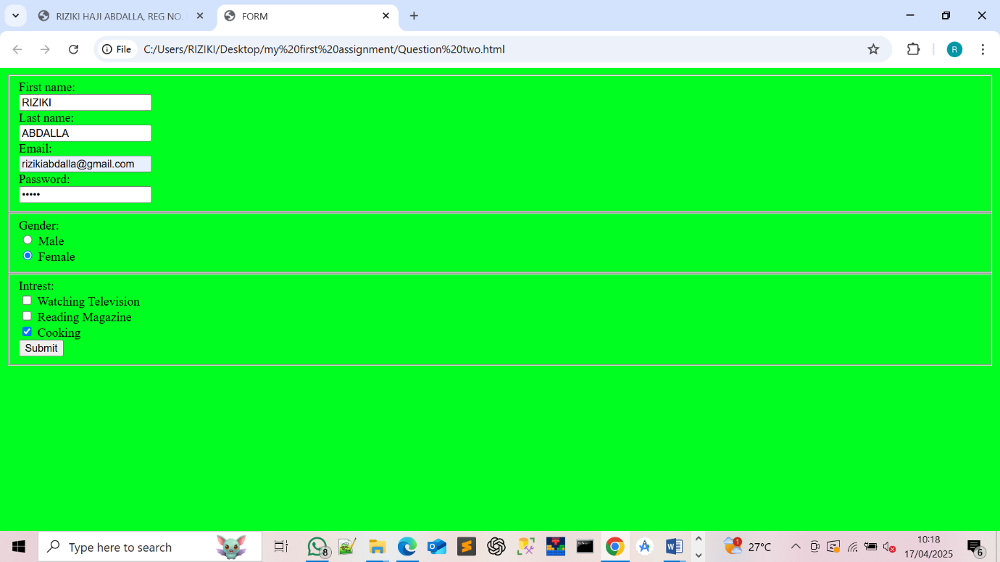 RIZIKI HAJI ABDALLA, REG NO.
FORM
File
C:/Users/RIZIKI/Desktop/my%20first%20assignment/Question%20two.html
R
First name:
RIZIKI
Last name:
ABDALLA
Email:
rizikiabdalla@gmail.com
Password:
•••••
Gender:
Male
Female
Intrest:
Watching Television
Reading Magazine
Cooking
Submit
Type here to search
8
1
27°C
10:18
17/04/2025
6